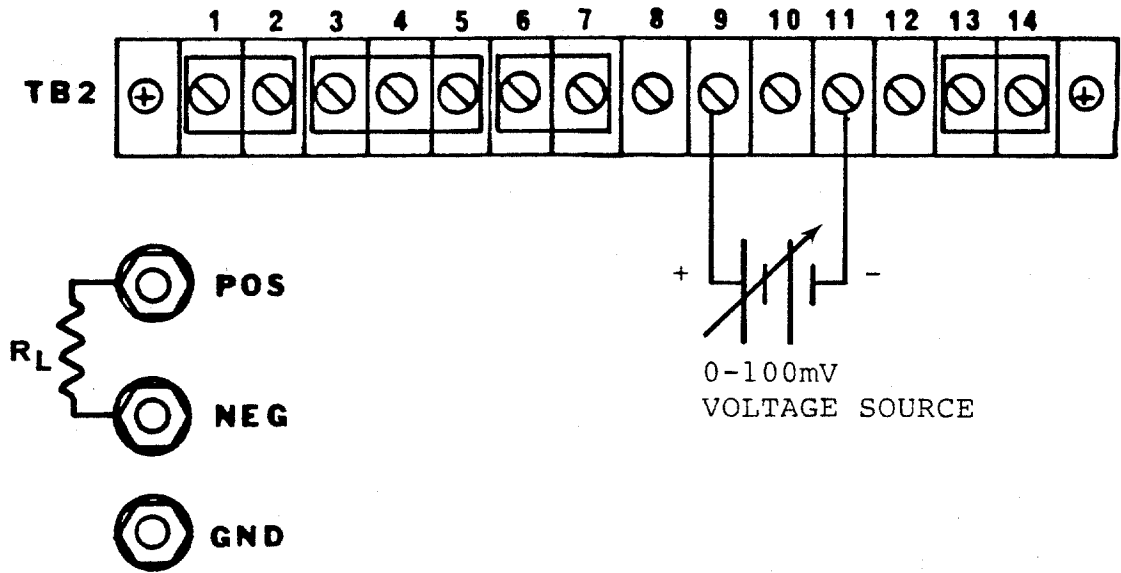 1 2 3 4 5 6 7 8 9 10 11 12 13 14
TB2
POS
+ -
RL
0-100mV
VOLTAGE SOURCE
NEG
GND